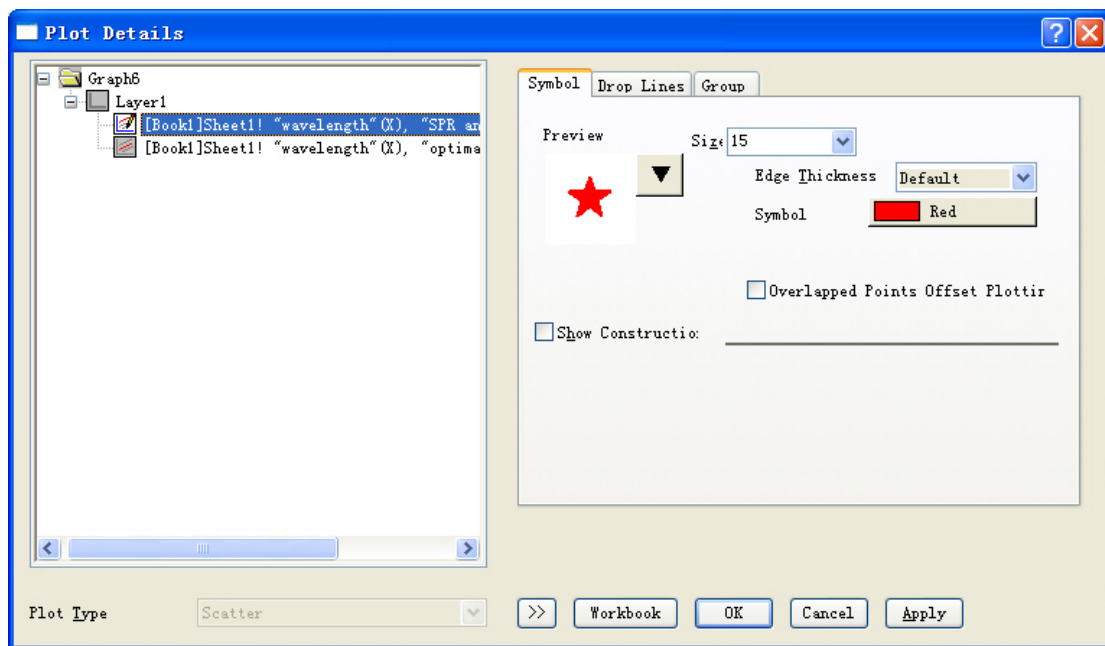 Plot Details
Graph6
Layer1
[Book1]Sheet1! "wavelength"(X), "SPR an
[Book1]Sheet1! "wavelength"(X), "optima
Symbol Drop Lines Group
Preview
Size 15
Edge Thickness Default
Symbol Red
Overlapped Points Offset Plottir
Show Constructio:
Plot Type Scatter >> Workbook OK Cancel Apply